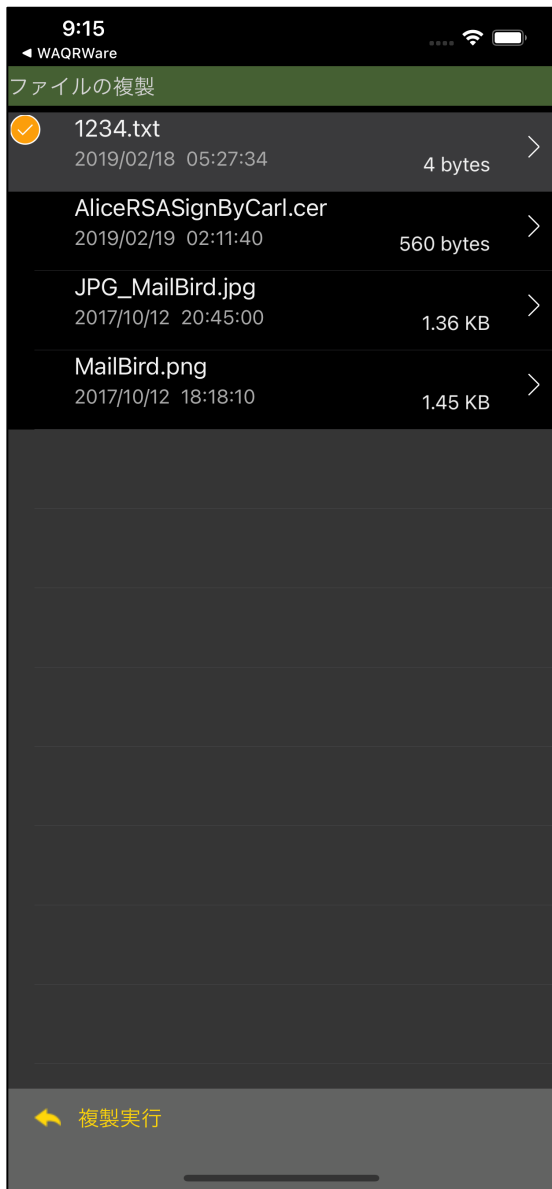 9:15
◀ WAQRWare
ファイルの複製
1234.txt
2019/02/18 05:27:34
4 bytes
AliceRSASignByCarl.cer
2019/02/19 02:11:40
560 bytes
JPG_MailBird.jpg
2017/10/12 20:45:00
1.36 KB
MailBird.png
2017/10/12 18:18:10
1.45 KB
複製実行